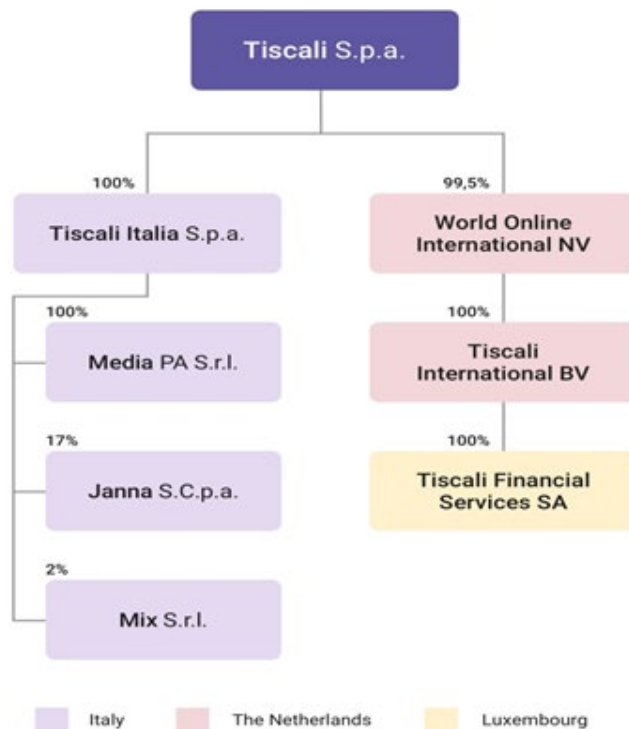 Tiscali S.p.a.
100%
99,5%
Tiscali Italia S.p.a.
World Online
International NV
100%
100%
Media PA S.r.l.
Tiscali
International BV
17%
100%
Janna S.C.p.a.
Tiscali Financial
Services SA
2%
Mix S.r.l.
Italy
The Netherlands
Luxembourg